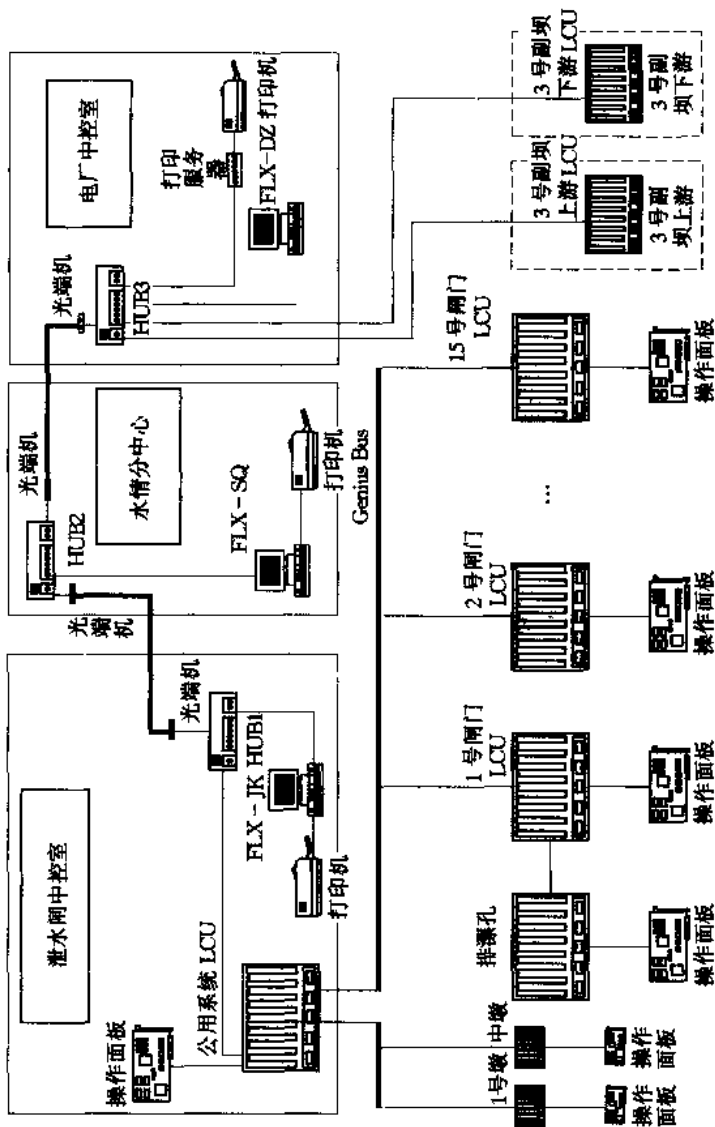 泄水闸中控室
操作面板
公用系统 LCU
打印机
FLX-JK HUB1
光端机
光端
机
水情分中心
HUB2
光端机
FLX-SQ
打印机
电厂中控室
光端机
HUB3
打印
服务
器
FLX-DZ 打印机
Genius Bus
1号墩 中墩
操作
面板
操作
面板
排漂孔
操作面板
1号闸门
LCU
操作面板
2号闸门
LCU
操作面板
...
15号闸门
LCU
操作面板
3号副坝
上游LCU
3号副
坝上游
3号副坝
下游LCU
3号副
坝下游